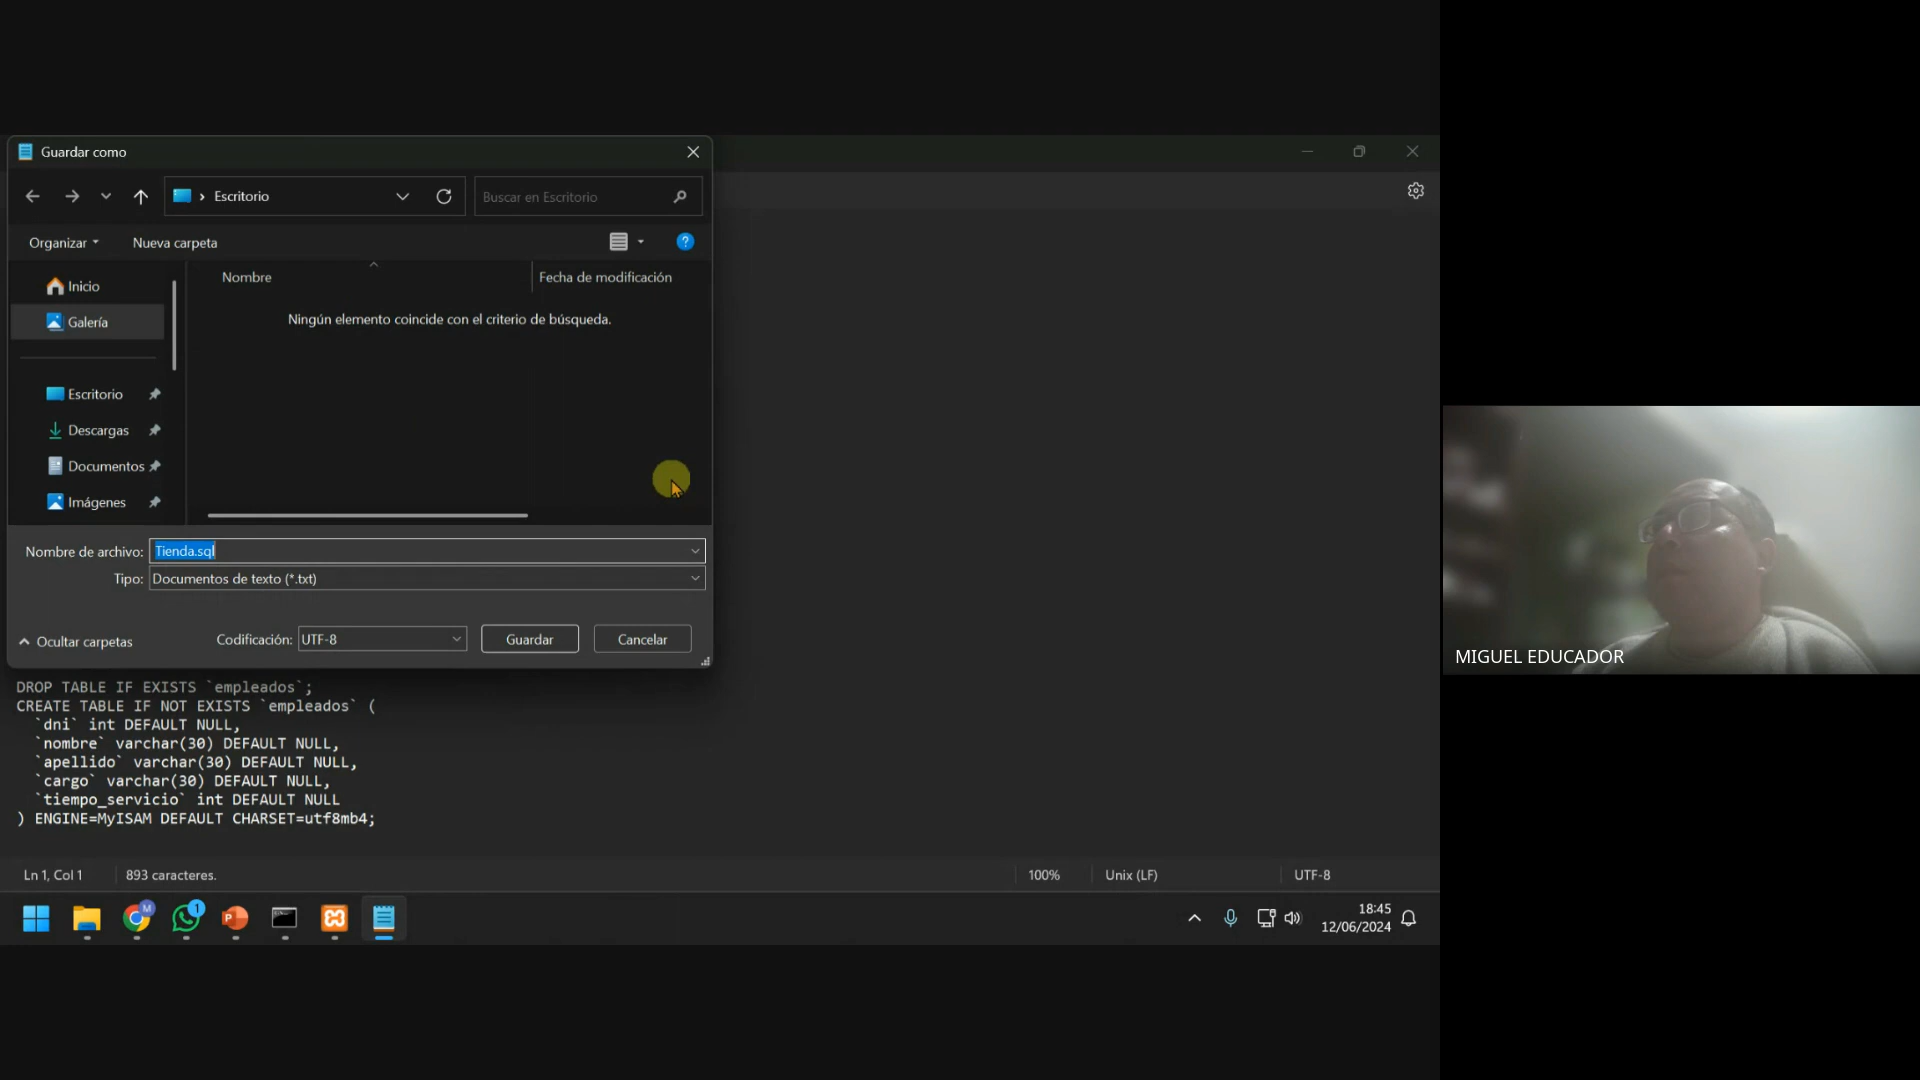 Guardar como
Escritorio
Buscar en Escritorio
Organizar
Nueva carpeta
?
Nombre
Fecha de modificación
Inicio
Galería
Ningún elemento coincide con el criterio de búsqueda.
Escritorio
Descargas
Documentos
Imágenes
Nombre de archivo: Tienda.sql
Tipo: Documentos de texto (*.txt)
Ocultar carpetas
Codificación: UTF-8
Guardar
Cancelar
DROP TABLE IF EXISTS `empleados`;
CREATE TABLE IF NOT EXISTS `empleados` (
`dni` int DEFAULT NULL,
`nombre` varchar(30) DEFAULT NULL,
`apellido` varchar(30) DEFAULT NULL,
`cargo` varchar(30) DEFAULT NULL,
`tiempo_servicio` int DEFAULT NULL
) ENGINE=MyISAM DEFAULT CHARSET=utf8mb4;
Ln 1, Col 1
893 caracteres.
100%
Unix (LF)
UTF-8
M
1
P
18:45
12/06/2024
MIGUEL EDUCADOR